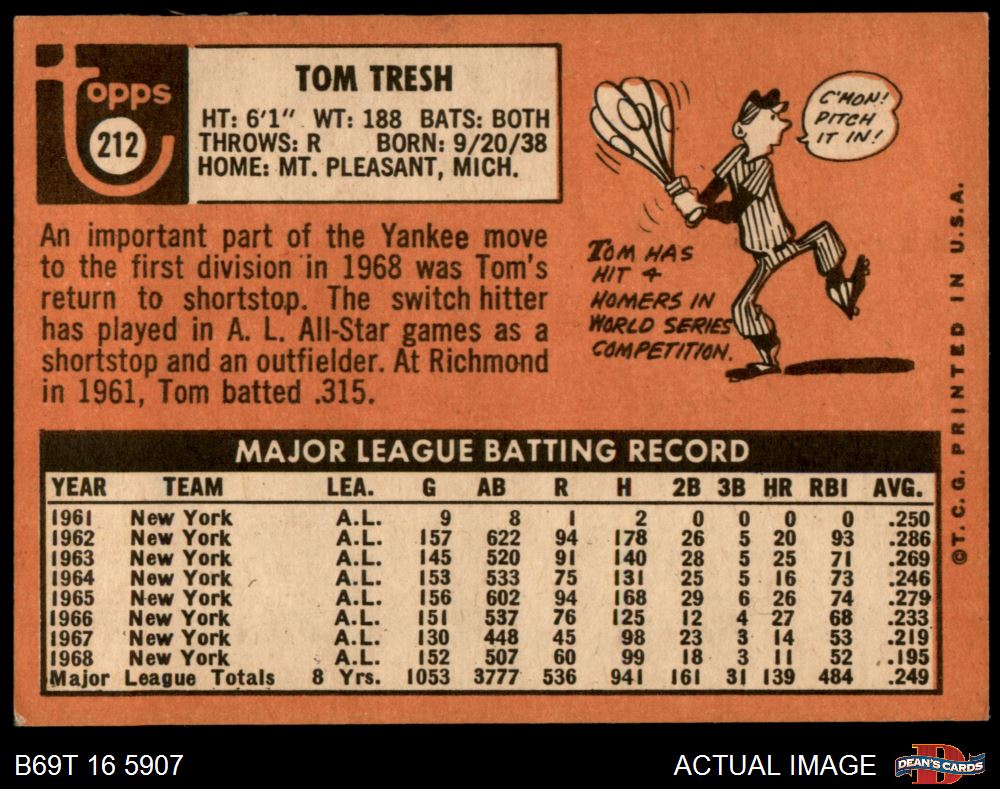 Topps
212
TOM TRESH
HT: 6'1" WT: 188 BATS: BOTH
THROWS: R BORN: 9/20/38
HOME: MT. PLEASANT, MICH.
An important part of the Yankee move
to the first division in 1968 was Tom's
return to shortstop. The switch hitter
has played in A. L. All-Star games as a
shortstop and an outfielder. At Richmond
in 1961, Tom batted .315.
C'MON!
PITCH
IT IN!
TOM HAS
HIT 4
HOMERS IN
WORLD SERIES
COMPETITION.
©T. C. G. PRINTED IN U.S.A.
MAJOR LEAGUE BATTING RECORD
YEAR TEAM LEA. G AB R H 2B 3B HR RBI AVG.
1961 New York A.L. 9 8 1 2 0 0 0 0 .250
1962 New York A.L. 157 622 94 178 26 5 20 93 .286
1963 New York A.L. 145 520 91 140 28 5 25 71 .269
1964 New York A.L. 153 533 75 131 25 5 16 73 .246
1965 New York A.L. 156 602 94 168 29 6 26 74 .279
1966 New York A.L. 151 537 76 125 12 4 27 68 .233
1967 New York A.L. 130 448 45 98 23 3 14 53 .219
1968 New York A.L. 152 507 60 99 18 3 11 52 .195
Major League Totals 8 Yrs. 1053 3777 536 941 161 31 139 484 .249
B69T 16 5907
ACTUAL IMAGE
DEAN'S CARDS